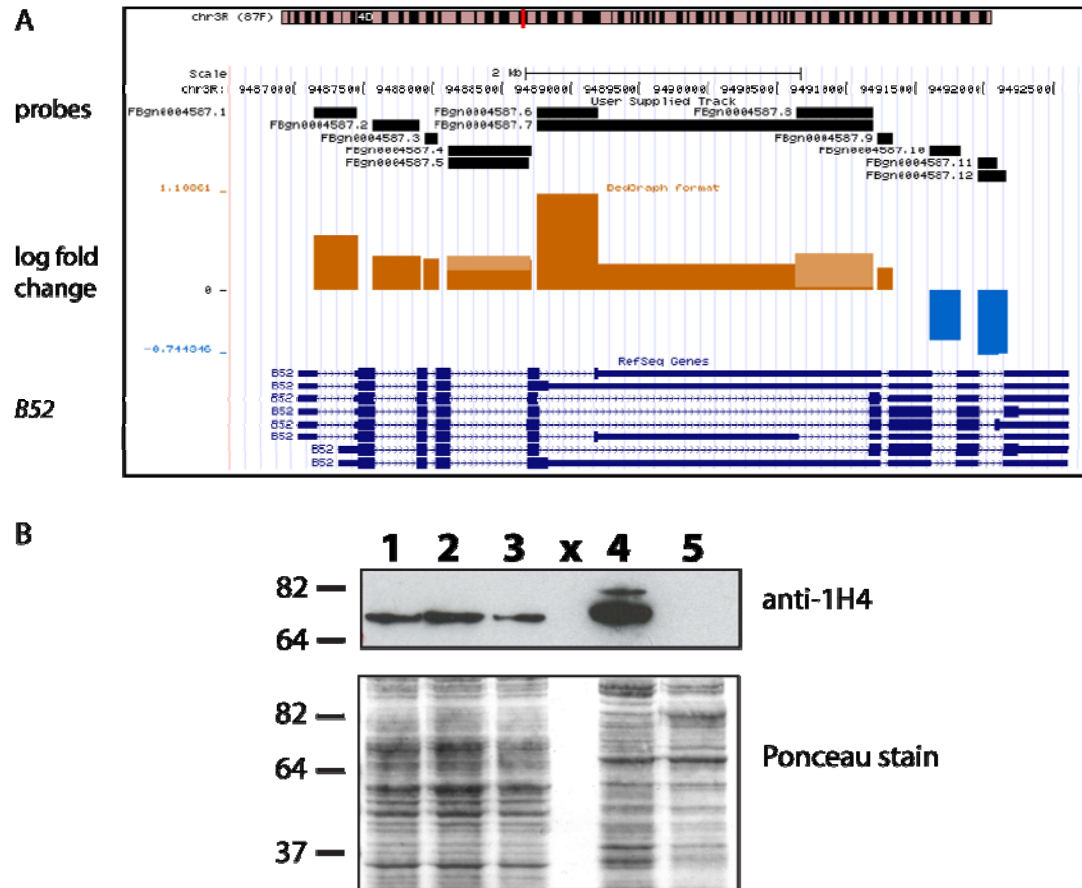 A
chr3R (87F) 4D
Scale 2 kb
chr3R: 9487000 9487500 9488000 9488500 9489000 9489500 9490000 9490500 9491000 9491500 9492000 9492500
probes
User Supplied Track
FBgn0004587.1 FBgn0004587.6 FBgn0004587.8
FBgn0004587.2 FBgn0004587.7
FBgn0004587.3 FBgn0004587.9
FBgn0004587.4 FBgn0004587.10
FBgn0004587.5 FBgn0004587.11
FBgn0004587.12
1.10061
BedGraph format
log fold
change
0
-0.744346
RefSeq Genes
B52
B52
B52
B52
B52
B52
B52
B52
B52
B
1 2 3 x 4 5
82
64
anti-1H4
82
64
37
Ponceau stain